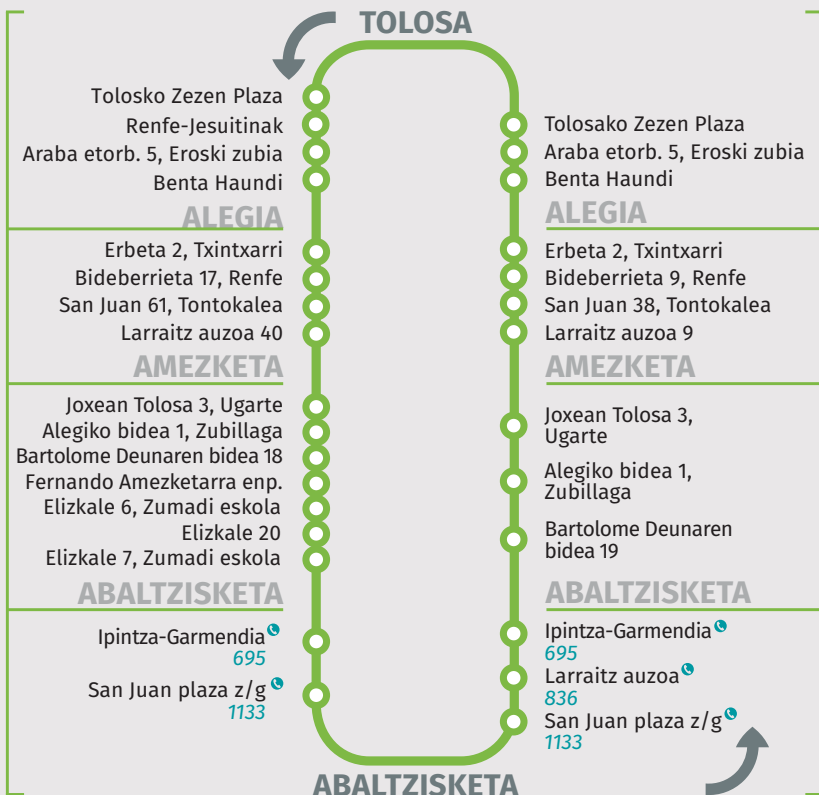 TOLOSA
Tolosko Zezen Plaza
Renfe-Jesuitinak
Araba etorb. 5, Eroski zubia
Benta Haundi
ALEGIA
Erbeta 2, Txintxarri
Bideberrieta 17, Renfe
San Juan 61, Tontokalea
Larraitz auzoa 40
AMEZKETA
Joxean Tolosa 3, Ugarte
Alegiko bidea 1, Zubillaga
Bartolome Deunaren bidea 18
Fernando Amezketarra enp.
Elizkale 6, Zumadi eskola
Elizkale 20
Elizkale 7, Zumadi eskola
ABALTZISKETA
Ipintza-Garmendia
695
San Juan plaza z/g
1133
Tolosako Zezen Plaza
Araba etorb. 5, Eroski zubia
Benta Haundi
ALEGIA
Erbeta 2, Txintxarri
Bideberrieta 9, Renfe
San Juan 38, Tontokalea
Larraitz auzoa 9
AMEZKETA
Joxean Tolosa 3,
Ugarte
Alegiko bidea 1,
Zubillaga
Bartolome Deunaren
bidea 19
ABALTZISKETA
Ipintza-Garmendia
695
Larraitz auzoa
836
San Juan plaza z/g
1133
ABALTZISKETA